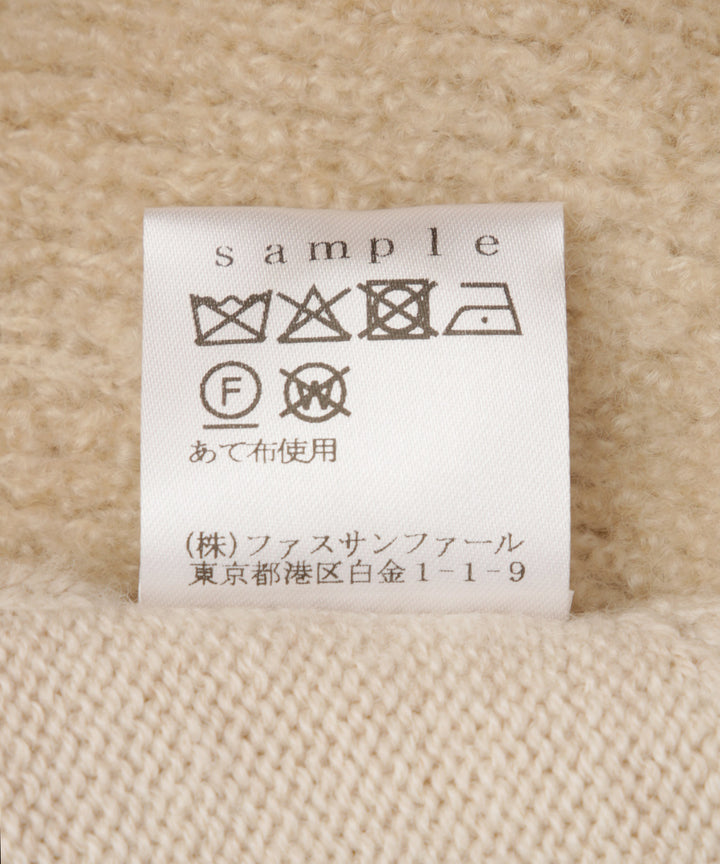 sample
F W
あて布使用
(株)ファスサンファール
東京都港区白金1-1-9